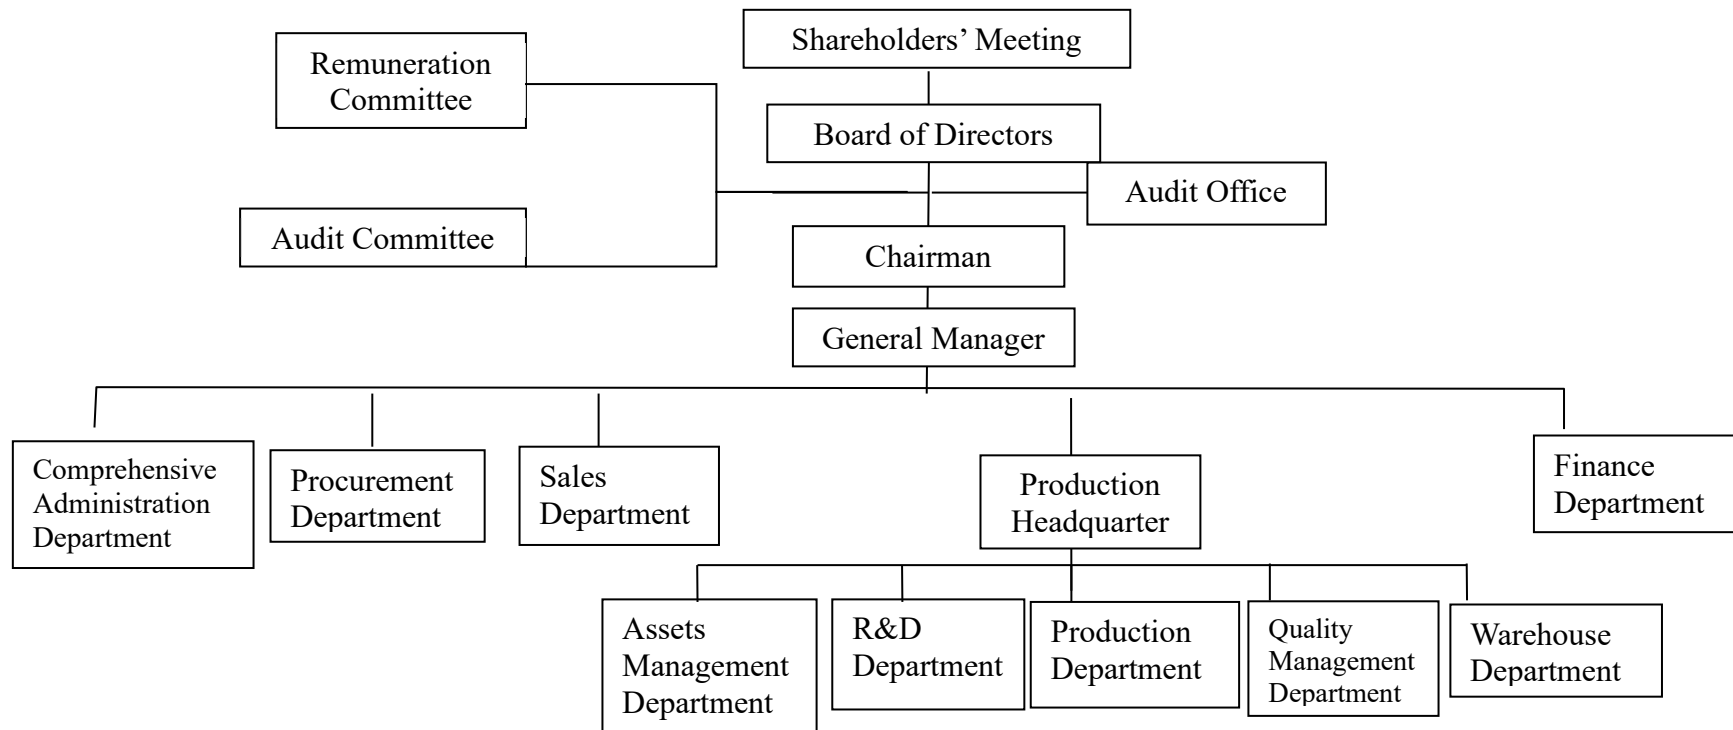 Shareholders’ Meeting
Remuneration
Committee
Board of Directors
Audit Office
Audit Committee
Chairman
General Manager
Comprehensive
Administration
Department
Procurement
Department
Sales
Department
Production
Headquarter
Finance
Department
Assets
Management
Department
R&D
Department
Production
Department
Quality
Management
Department
Warehouse
Department